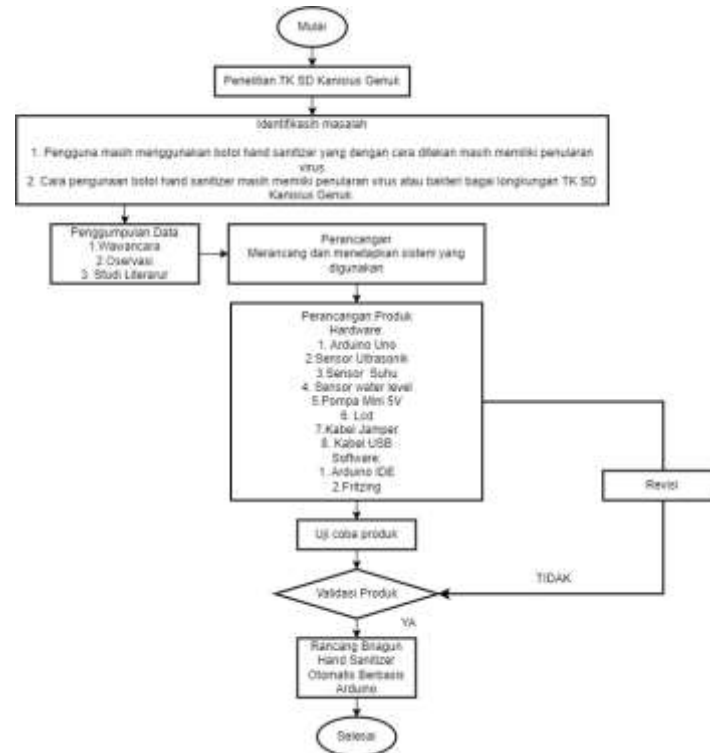 Mulai
Penelitian TK SD Kanisius Genuk
Identifikasin masalah
1. Pengguna masih menggunakan botol hand sanitizer yang dengan cara ditekan masih memiliki penularan
virus
2. Cara pengunaan botol hand sanitizer masih memiliki penularan virus atau bakteri bagai longkungan TK SD
Kanisius Genuk
Penggumpulan Data
1.Wawancara
2.Oservasi
3. Studi Literarur
Perancangan
Merancang dan menetapkan sistem yang
digunakan
Perancangan Produk
Hardware
1. Arduino Uno
2.Sensor Ultrasonik
3.Sensor Suhu
4. Sensor water level
5.Pompa Mini 5V
6. Lcd
7.Kabel Jamper
8. Kabel USB
Software
1. Arduino IDE
2.Fritzing
Revisi
Uji coba produk
Validasi Produk
TIDAK
YA
Rancang Bnagun
Hand Sanitizer
Otomatis Berbasis
Arduino
Selesai